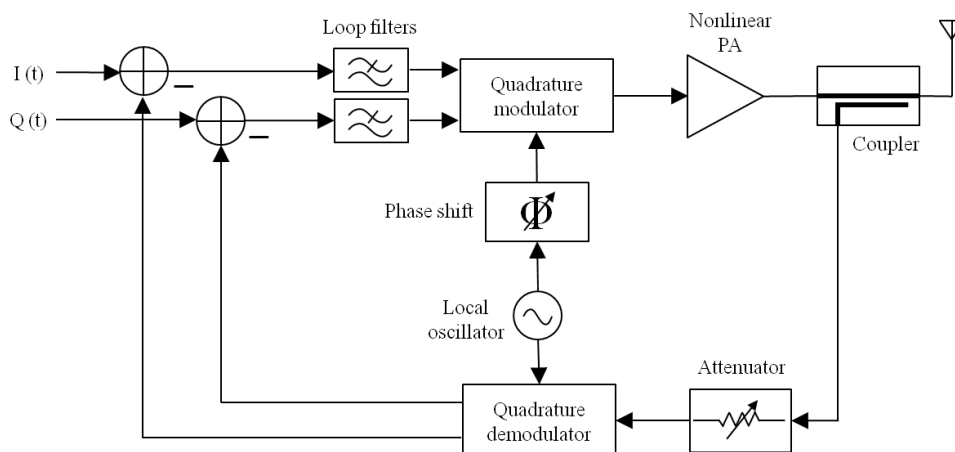 Loop filters
Nonlinear
PA
I (t)
Q (t)
Quadrature
modulator
Coupler
Phase shift
Φ
Local
oscillator
Attenuator
Quadrature
demodulator